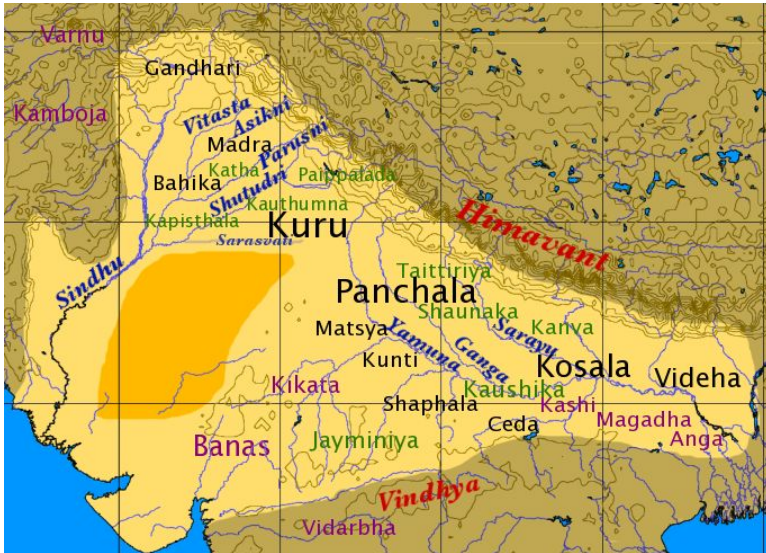 Varnu
Gandhari
Kamboja
Vitasta
Asikni
Madra
Parusni
Katha
Paippalada
Bahika
Shutudri
Kauthumna
Kapisthala
Kuru
Himavant
Sarasvati
Sindhu
Taittiriya
Panchala
Shaunaka
Matsya
Yamuna
Sarayu
Kanva
Kunti
Ganga
Kosala
Videha
Kikata
Kaushika
Shaphala
Kashi
Magadha
Ceda
Anga
Banas
Jayminiya
Vindhya
Vidarbha